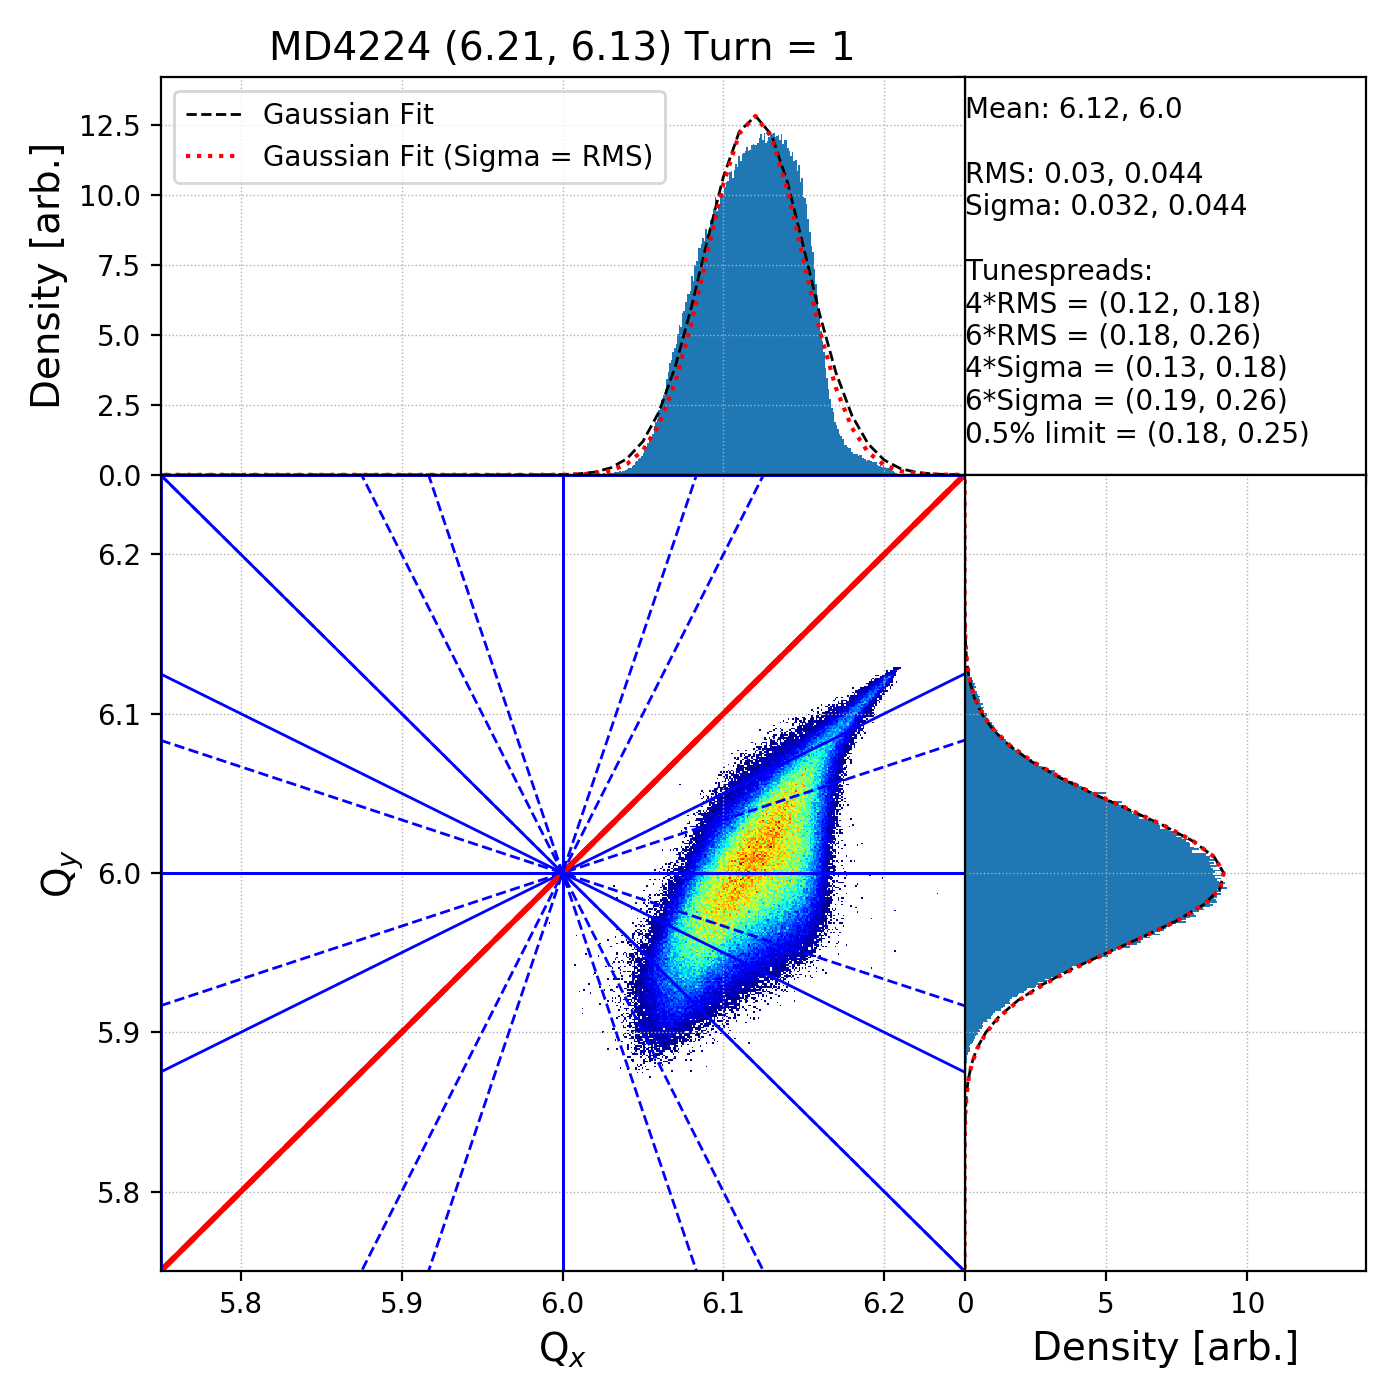 MD4224 (6.21, 6.13) Turn = 1
Gaussian Fit
Gaussian Fit (Sigma = RMS)
Density [arb.]
12.5
10.0
7.5
5.0
2.5
0.0
Mean: 6.12, 6.0
RMS: 0.03, 0.044
Sigma: 0.032, 0.044
Tunespreads:
4*RMS = (0.12, 0.18)
6*RMS = (0.18, 0.26)
4*Sigma = (0.13, 0.18)
6*Sigma = (0.19, 0.26)
0.5% limit = (0.18, 0.25)
Qy
6.2
6.1
6.0
5.9
5.8
5.8 5.9 6.0 6.1 6.2
Qx
0 5 10
Density [arb.]